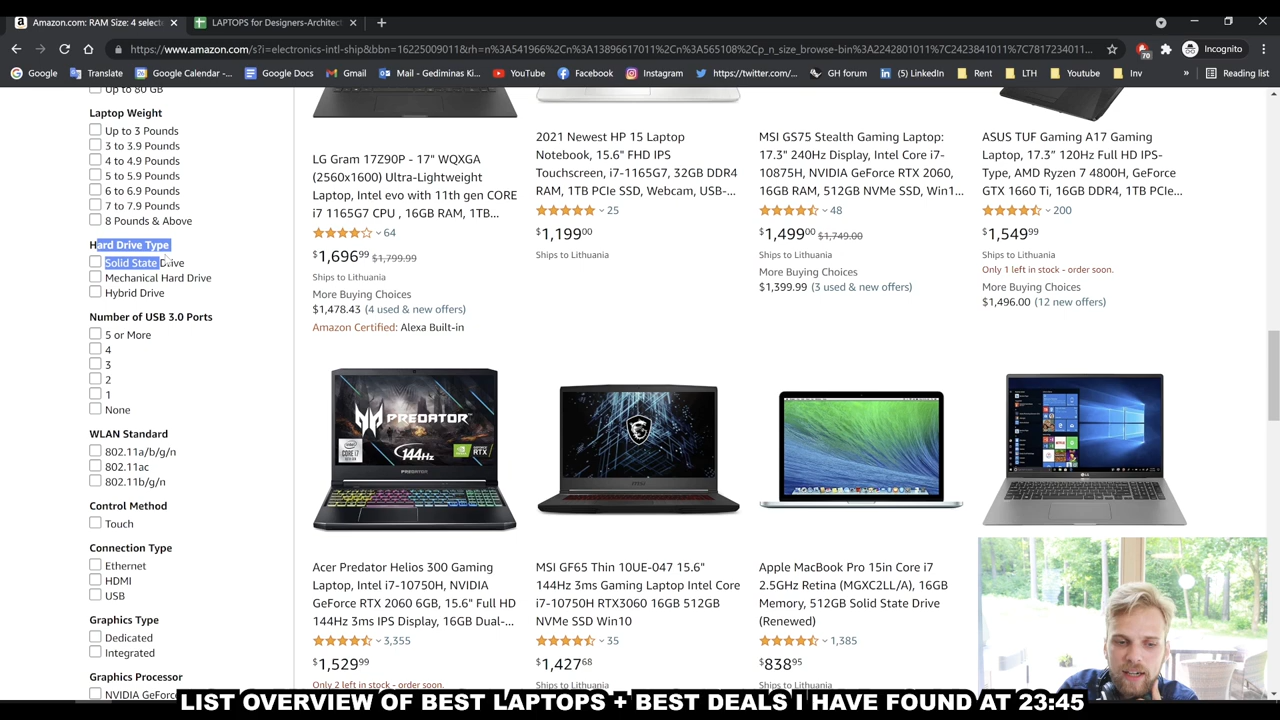 Amazon.com: RAM Size: 4 select
LAPTOPS for Designers-Architect
https://www.amazon.com/s?i=electronics-intl-ship&bbn=16225009011&rh=n%3A541966%2Cn%3A13896617011%2Cn%3A565108%2Cp_n_size_browse-bin%3A2242801011%7C2423841011%7C7817234011...
70
Incognito
Google
Translate
Google Calendar -...
Google Docs
Gmail
Mail - Gediminas Ki...
YouTube
Facebook
Instagram
https://twitter.com/...
GH forum
(5) LinkedIn
Rent
LTH
Youtube
Inv
»
Reading list
Up to 80 GB
Laptop Weight
Up to 3 Pounds
3 to 3.9 Pounds
4 to 4.9 Pounds
5 to 5.9 Pounds
6 to 6.9 Pounds
7 to 7.9 Pounds
8 Pounds & Above
Hard Drive Type
Solid State Drive
Mechanical Hard Drive
Hybrid Drive
Number of USB 3.0 Ports
5 or More
4
3
2
1
None
WLAN Standard
802.11a/b/g/n
802.11ac
802.11b/g/n
Control Method
Touch
Connection Type
Ethernet
HDMI
USB
Graphics Type
Dedicated
Integrated
Graphics Processor
NVIDIA GeForc
LG Gram 17Z90P - 17" WQXGA
(2560x1600) Ultra-Lightweight
Laptop, Intel evo with 11th gen CORE
i7 1165G7 CPU , 16GB RAM, 1TB...
64
$1,696.99 $1,799.99
Ships to Lithuania
More Buying Choices
$1,478.43 (4 used & new offers)
Amazon Certified: Alexa Built-in
2021 Newest HP 15 Laptop
Notebook, 15.6" FHD IPS
Touchscreen, i7-1165G7, 32GB DDR4
RAM, 1TB PCIe SSD, Webcam, USB-...
25
$1,199.00
Ships to Lithuania
MSI GS75 Stealth Gaming Laptop:
17.3" 240Hz Display, Intel Core i7-
10875H, NVIDIA GeForce RTX 2060,
16GB RAM, 512GB NVMe SSD, Win1...
48
$1,499.00 $1,749.00
Ships to Lithuania
More Buying Choices
$1,399.99 (3 used & new offers)
ASUS TUF Gaming A17 Gaming
Laptop, 17.3” 120Hz Full HD IPS-
Type, AMD Ryzen 7 4800H, GeForce
GTX 1660 Ti, 16GB DDR4, 1TB PCIe...
200
$1,549.99
Only 1 left in stock - order soon.
More Buying Choices
$1,496.00 (12 new offers)
PREDATOR
144Hz
CORE i7
RTX
PREDATOR
Acer Predator Helios 300 Gaming
Laptop, Intel i7-10750H, NVIDIA
GeForce RTX 2060 6GB, 15.6" Full HD
144Hz 3ms IPS Display, 16GB Dual-...
3,355
$1,529.99
Only 2 left in stock - order soon.
MSI GF65 Thin 10UE-047 15.6"
144Hz 3ms Gaming Laptop Intel Core
i7-10750H RTX3060 16GB 512GB
NVMe SSD Win10
35
$1,427.68
Apple MacBook Pro 15in Core i7
2.5GHz Retina (MGXC2LL/A), 16GB
Memory, 512GB Solid State Drive
(Renewed)
1,385
$838.95
LIST OVERVIEW OF BEST LAPTOPS + BEST DEALS I HAVE FOUND AT 23:45